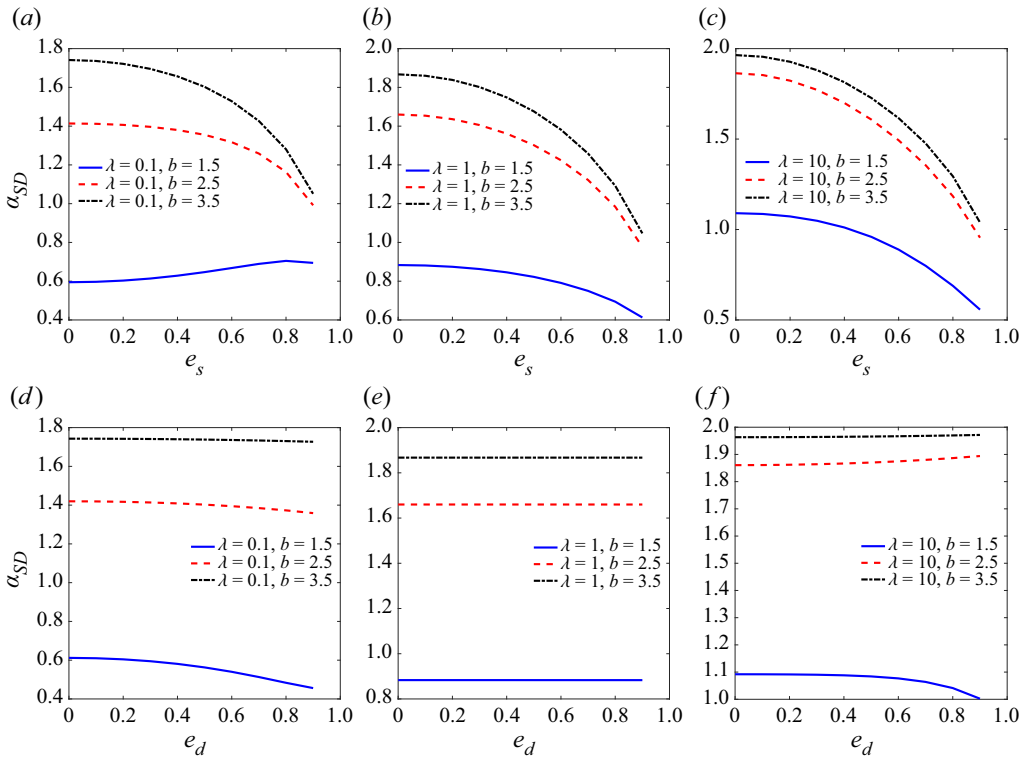 (a)
1.8
1.6
1.4
1.2
1.0
0.8
0.6
0.4
α_SD
λ = 0.1, b = 1.5
λ = 0.1, b = 2.5
λ = 0.1, b = 3.5
0 0.2 0.4 0.6 0.8 1.0
e_s
(b)
2.0
1.8
1.6
1.4
1.2
1.0
0.8
0.6
λ = 1, b = 1.5
λ = 1, b = 2.5
λ = 1, b = 3.5
0 0.2 0.4 0.6 0.8 1.0
e_s
(c)
2.0
1.5
1.0
0.5
λ = 10, b = 1.5
λ = 10, b = 2.5
λ = 10, b = 3.5
0 0.2 0.4 0.6 0.8 1.0
e_s
(d)
1.8
1.6
1.4
1.2
1.0
0.8
0.6
0.4
α_SD
λ = 0.1, b = 1.5
λ = 0.1, b = 2.5
λ = 0.1, b = 3.5
0 0.2 0.4 0.6 0.8 1.0
e_d
(e)
2.0
1.8
1.6
1.4
1.2
1.0
0.8
λ = 1, b = 1.5
λ = 1, b = 2.5
λ = 1, b = 3.5
0 0.2 0.4 0.6 0.8 1.0
e_d
(f)
2.0
1.9
1.8
1.7
1.6
1.5
1.4
1.3
1.2
1.1
1.0
λ = 10, b = 1.5
λ = 10, b = 2.5
λ = 10, b = 3.5
0 0.2 0.4 0.6 0.8 1.0
e_d